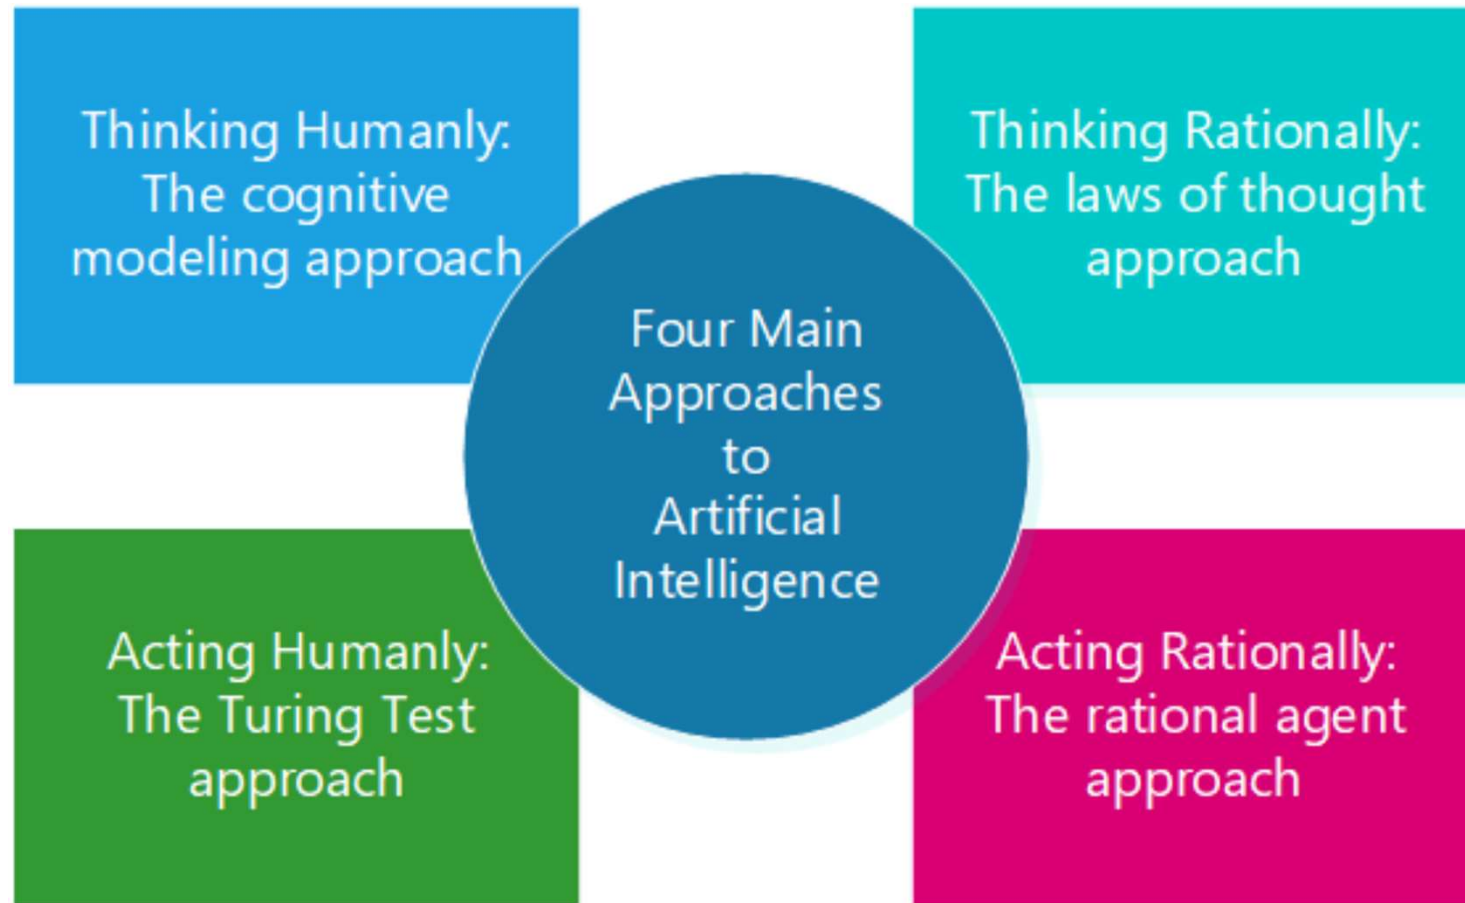 Thinking Humanly:
The cognitive
modeling approach
Thinking Rationally:
The laws of thought
approach
Four Main
Approaches
to
Artificial
Intelligence
Acting Humanly:
The Turing Test
approach
Acting Rationally:
The rational agent
approach